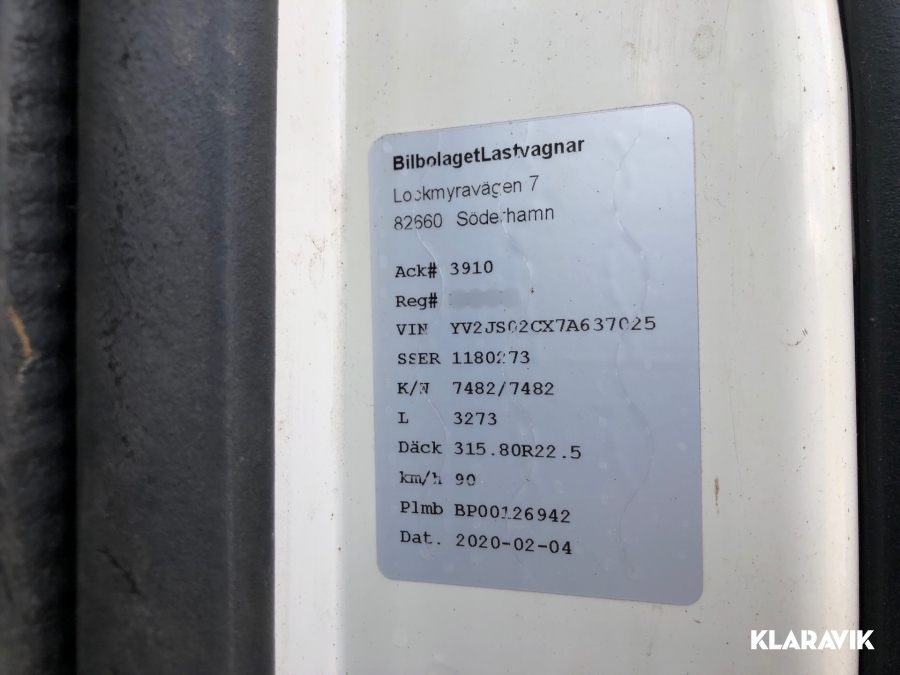 BilbolagetLastvagnar
Lockmyravägen 7
82660 Söderhamn
Ack# 3910
Reg#
VIN YV2JS02CX7A637025
SSER 1180273
K/W 7482/7482
L 3273
Däck 315.80R22.5
km/h 90
Plmb BP00126942
Dat. 2020-02-04
KLARAVIK